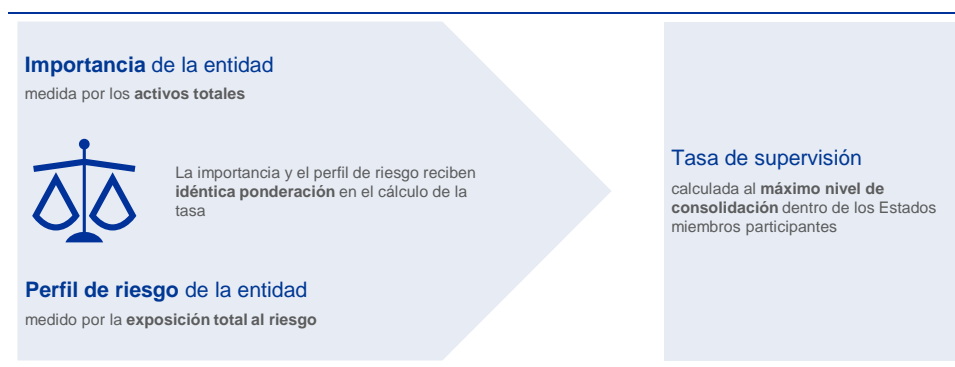 Importancia de la entidad
medida por los activos totales
La importancia y el perfil de riesgo reciben
idéntica ponderación en el cálculo de la
tasa
Perfil de riesgo de la entidad
medido por la exposición total al riesgo
Tasa de supervisión
calculada al máximo nivel de
consolidación dentro de los Estados
miembros participantes